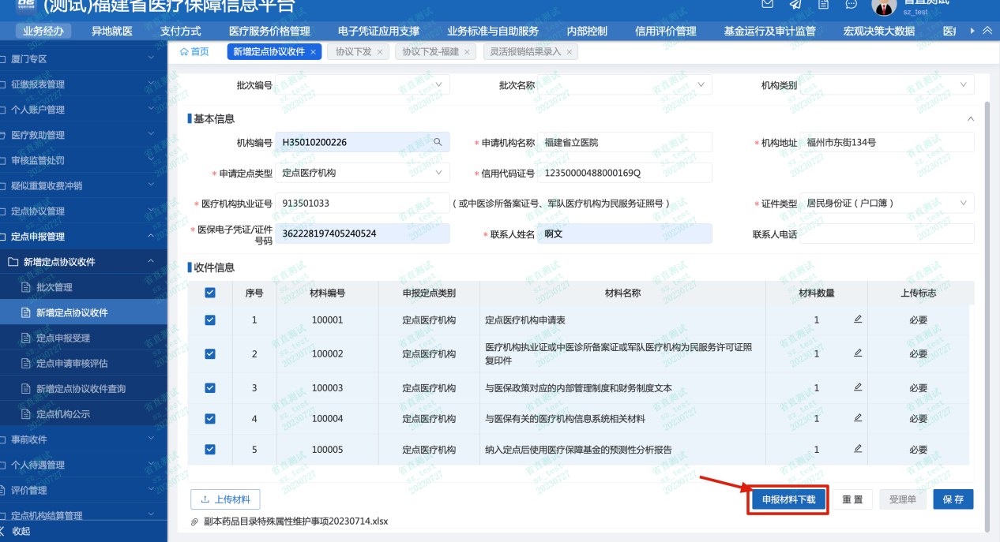 (测试)福建省医疗保障信息平台
省直测试
sz_test
业务经办 异地就医 支付方式 医疗服务价格管理 电子凭证应用支撑 业务标准与自助服务 内部控制 信用评价管理 基金运行及审计监管 宏观决策大数据 医
首页 新增定点协议收件 × 协议下发 × 协议下发-福建 × 灵活报销结果录入 ×
厦门专区
征缴报表管理
个人账户管理
医疗救助管理
审核监管处罚
疑似重复收费冲销
定点协议管理
定点申报管理
新增定点协议收件
批次管理
新增定点协议收件
定点申报受理
定点申请审核评估
新增定点协议收件查询
定点机构公示
事前收件
个人待遇管理
评价管理
定点机构结算管理
收起
批次编号 批次名称 机构类别
基本信息
机构编号 H35010200226 * 申请机构名称 福建省立医院 * 机构地址 福州市东街134号
* 申请定点类型 定点医疗机构 * 信用代码证号 12350000488000169Q
* 医疗机构执业证号 913501033 (或中医诊所备案证号、军队医疗机构为民服务证照号) * 证件类型 居民身份证(户口簿)
* 医保电子凭证/证件号码 362228197405240524 * 联系人姓名 啊文 联系人电话
收件信息
序号 材料编号 申报定点类别 材料名称 材料数量 上传标志
1 100001 定点医疗机构 定点医疗机构申请表 1 必要
2 100002 定点医疗机构 医疗机构执业证或中医诊所备案证或军队医疗机构为民服务许可证照
复印件 1 必要
3 100003 定点医疗机构 与医保政策对应的内部管理制度和财务制度文本 1 必要
4 100004 定点医疗机构 与医保有关的医疗机构信息系统相关材料 1 必要
5 100005 定点医疗机构 纳入定点后使用医疗保障基金的预测性分析报告 1 必要
上传材料 申报材料下载 重置 受理单 保存
副本药品目录特殊属性维护事项20230714.xlsx
省直测试
sz_test
20230727